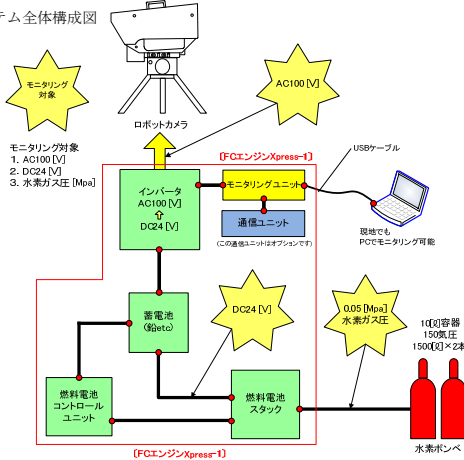 テム全体構成図
モニタリング
対象
AC100 [V]
ロボットカメラ
モニタリング対象
1. AC100 [V]
2. DC24 [V]
3. 水素ガス圧 [Mpa]
〔FCエンジンXpress-1〕
USBケーブル
インバータ
AC100 [V]
⇧
DC24 [V]
モニタリングユニット
通信ユニット
(この通信ユニットはオプションです)
現地でも
PCでモニタリング可能
蓄電池
(鉛etc)
DC24 [V]
0.05 [Mpa]
水素ガス圧
10[ℓ]容器
150気圧
1500[ℓ]×2本
燃料電池
コントロール
ユニット
燃料電池
スタック
水素ボンベ
〔FCエンジンXpress-1〕